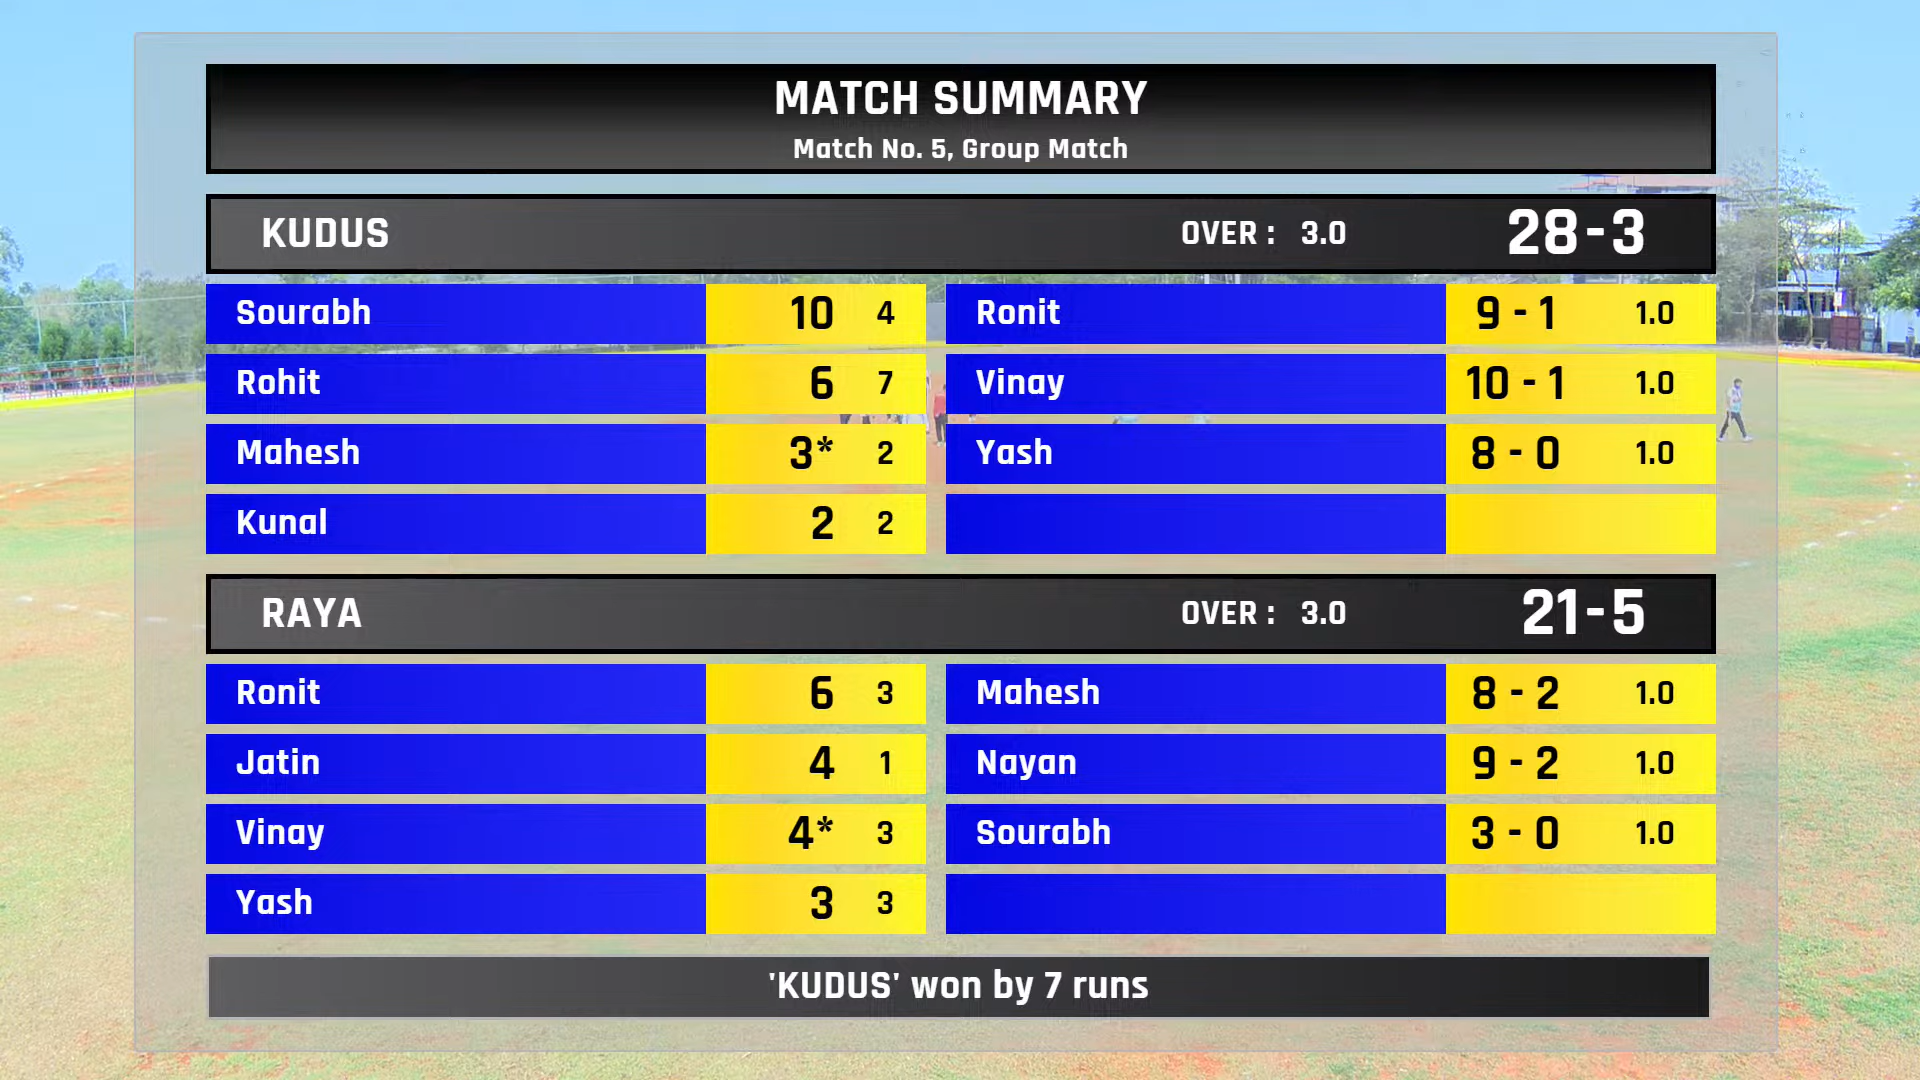 MATCH SUMMARY
Match No. 5, Group Match
KUDUS OVER : 3.0 28-3
Sourabh 10 4 Ronit 9 - 1 1.0
Rohit 6 7 Vinay 10 - 1 1.0
Mahesh 3* 2 Yash 8 - 0 1.0
Kunal 2 2
RAYA OVER : 3.0 21-5
Ronit 6 3 Mahesh 8 - 2 1.0
Jatin 4 1 Nayan 9 - 2 1.0
Vinay 4* 3 Sourabh 3 - 0 1.0
Yash 3 3
'KUDUS' won by 7 runs